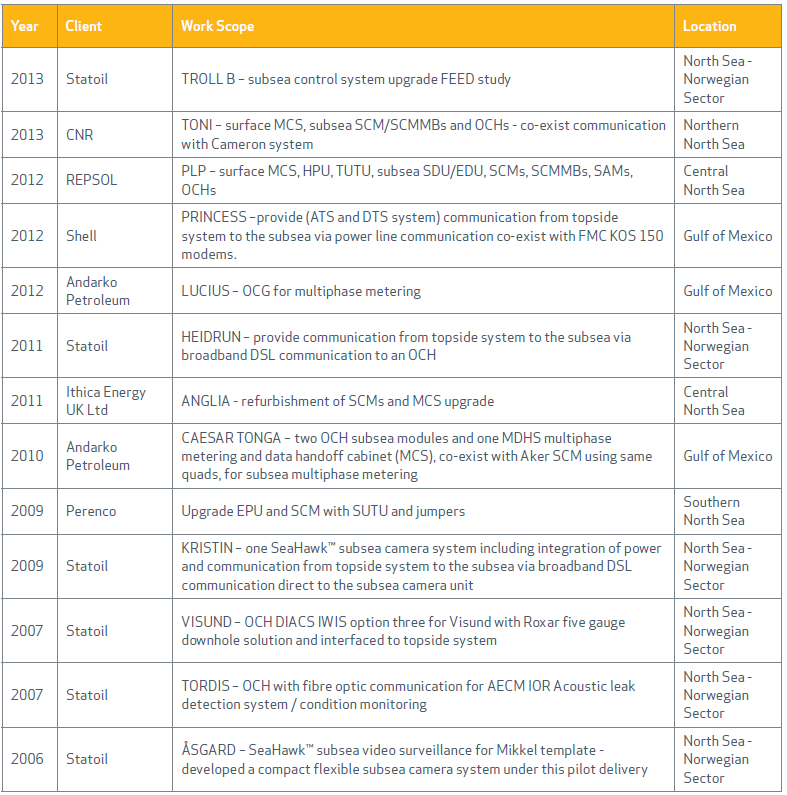 Year Client Work Scope Location
2013 Statoil TROLL B – subsea control system upgrade FEED study North Sea -
Norwegian
Sector
2013 CNR TONI – surface MCS, subsea SCM/SCMMBs and OCHs - co-exist communication
with Cameron system Northern
North Sea
2012 REPSOL PLP – surface MCS, HPU, TUTU, subsea SDU/EDU, SCMs, SCMMBs, SAMs,
OCHs Central
North Sea
2012 Shell PRINCESS –provide (ATS and DTS system) communication from topside
system to the subsea via power line communication co-exist with FMC KOS 150
modems. Gulf of Mexico
2012 Andarko
Petroleum LUCIUS – OCG for multiphase metering Gulf of Mexico
2011 Statoil HEIDRUN – provide communication from topside system to the subsea via
broadband DSL communication to an OCH North Sea -
Norwegian
Sector
2011 Ithica Energy
UK Ltd ANGLIA - refurbishment of SCMs and MCS upgrade Central
North Sea
2010 Andarko
Petroleum CAESAR TONGA – two OCH subsea modules and one MDHS multiphase
metering and data handoff cabinet (MCS), co-exist with Aker SCM using same
quads, for subsea multiphase metering Gulf of Mexico
2009 Perenco Upgrade EPU and SCM with SUTU and jumpers Southern
North Sea
2009 Statoil KRISTIN – one SeaHawk™ subsea camera system including integration of power
and communication from topside system to the subsea via broadband DSL
communication direct to the subsea camera unit North Sea -
Norwegian
Sector
2007 Statoil VISUND – OCH DIACS IWIS option three for Visund with Roxar five gauge
downhole solution and interfaced to topside system North Sea -
Norwegian
Sector
2007 Statoil TORDIS – OCH with fibre optic communication for AECM IOR Acoustic leak
detection system / condition monitoring North Sea -
Norwegian
Sector
2006 Statoil ÅSGARD – SeaHawk™ subsea video surveillance for Mikkel template -
developed a compact flexible subsea camera system under this pilot delivery North Sea -
Norwegian
Sector